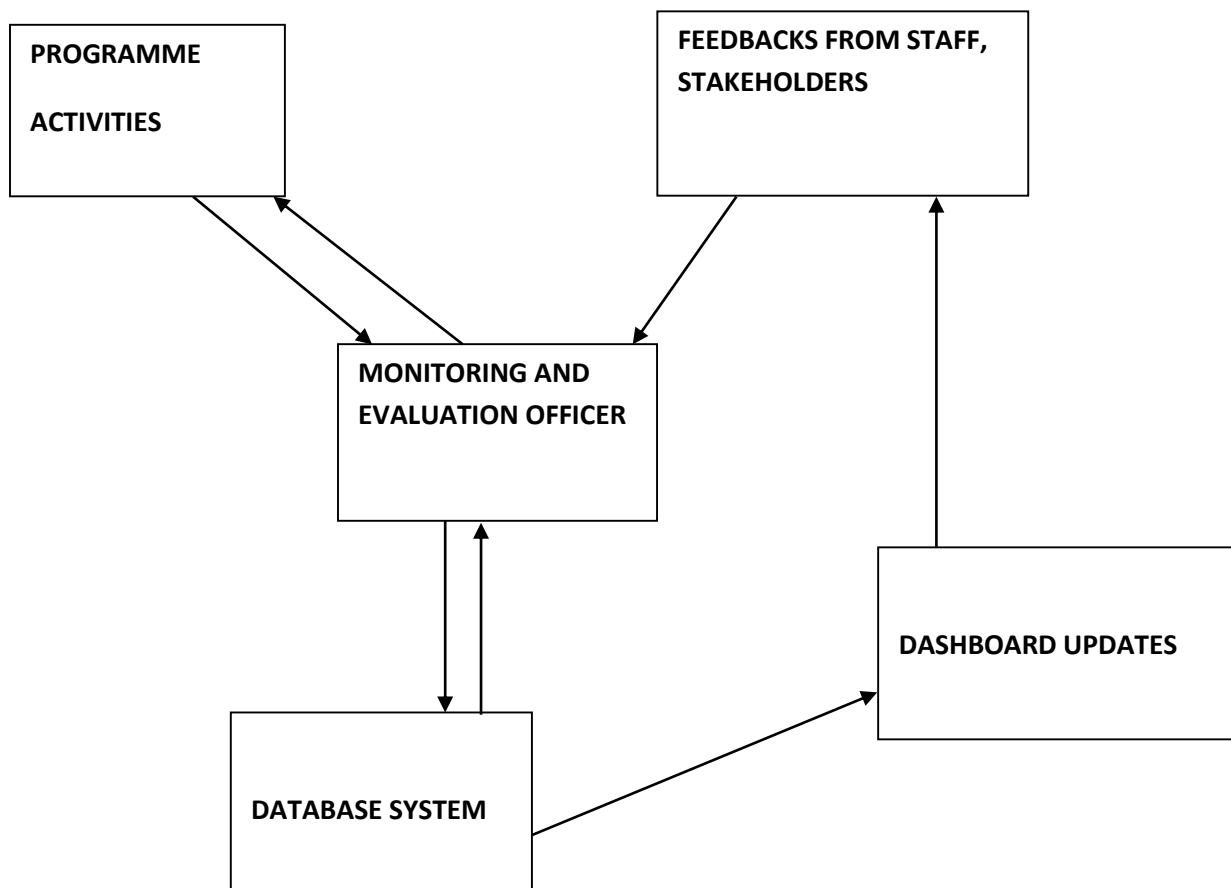 PROGRAMME
ACTIVITIES
FEEDBACKS FROM STAFF,
STAKEHOLDERS
MONITORING AND
EVALUATION OFFICER
DASHBOARD UPDATES
DATABASE SYSTEM